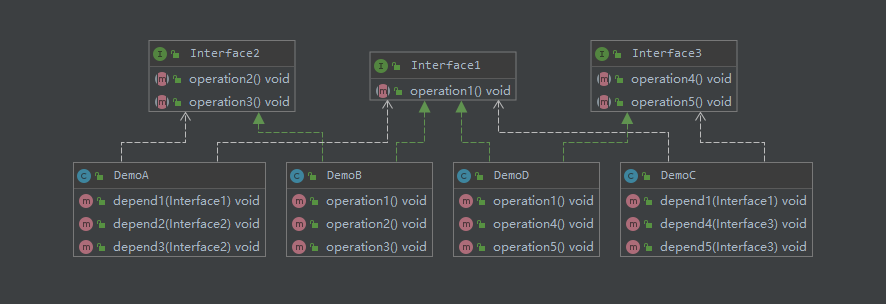 Interface2
operation2() void
operation3() void
Interface1
operation1() void
Interface3
operation4() void
operation5() void
DemoA
depend1(Interface1) void
depend2(Interface2) void
depend3(Interface2) void
DemoB
operation1() void
operation2() void
operation3() void
DemoD
operation1() void
operation4() void
operation5() void
DemoC
depend1(Interface1) void
depend4(Interface3) void
depend5(Interface3) void